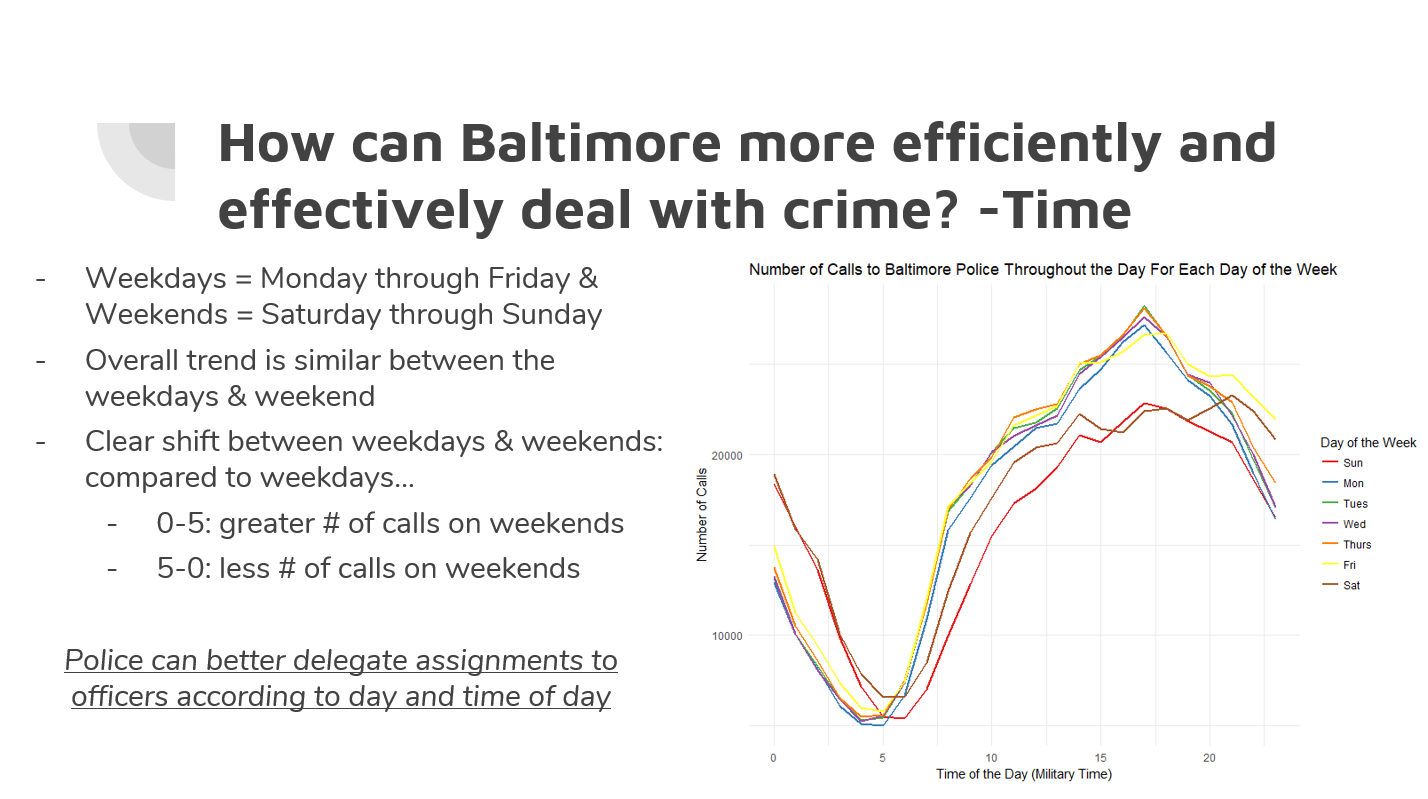 How can Baltimore more efficiently and
effectively deal with crime? -Time
- Weekdays = Monday through Friday &
Weekends = Saturday through Sunday
- Overall trend is similar between the
weekdays & weekend
- Clear shift between weekdays & weekends:
compared to weekdays...
- 0-5: greater # of calls on weekends
- 5-0: less # of calls on weekends
Police can better delegate assignments to
officers according to day and time of day
Number of Calls to Baltimore Police Throughout the Day For Each Day of the Week
Number of Calls
20000
10000
0 5 10 15 20
Time of the Day (Military Time)
Day of the Week
Sun
Mon
Tues
Wed
Thurs
Fri
Sat